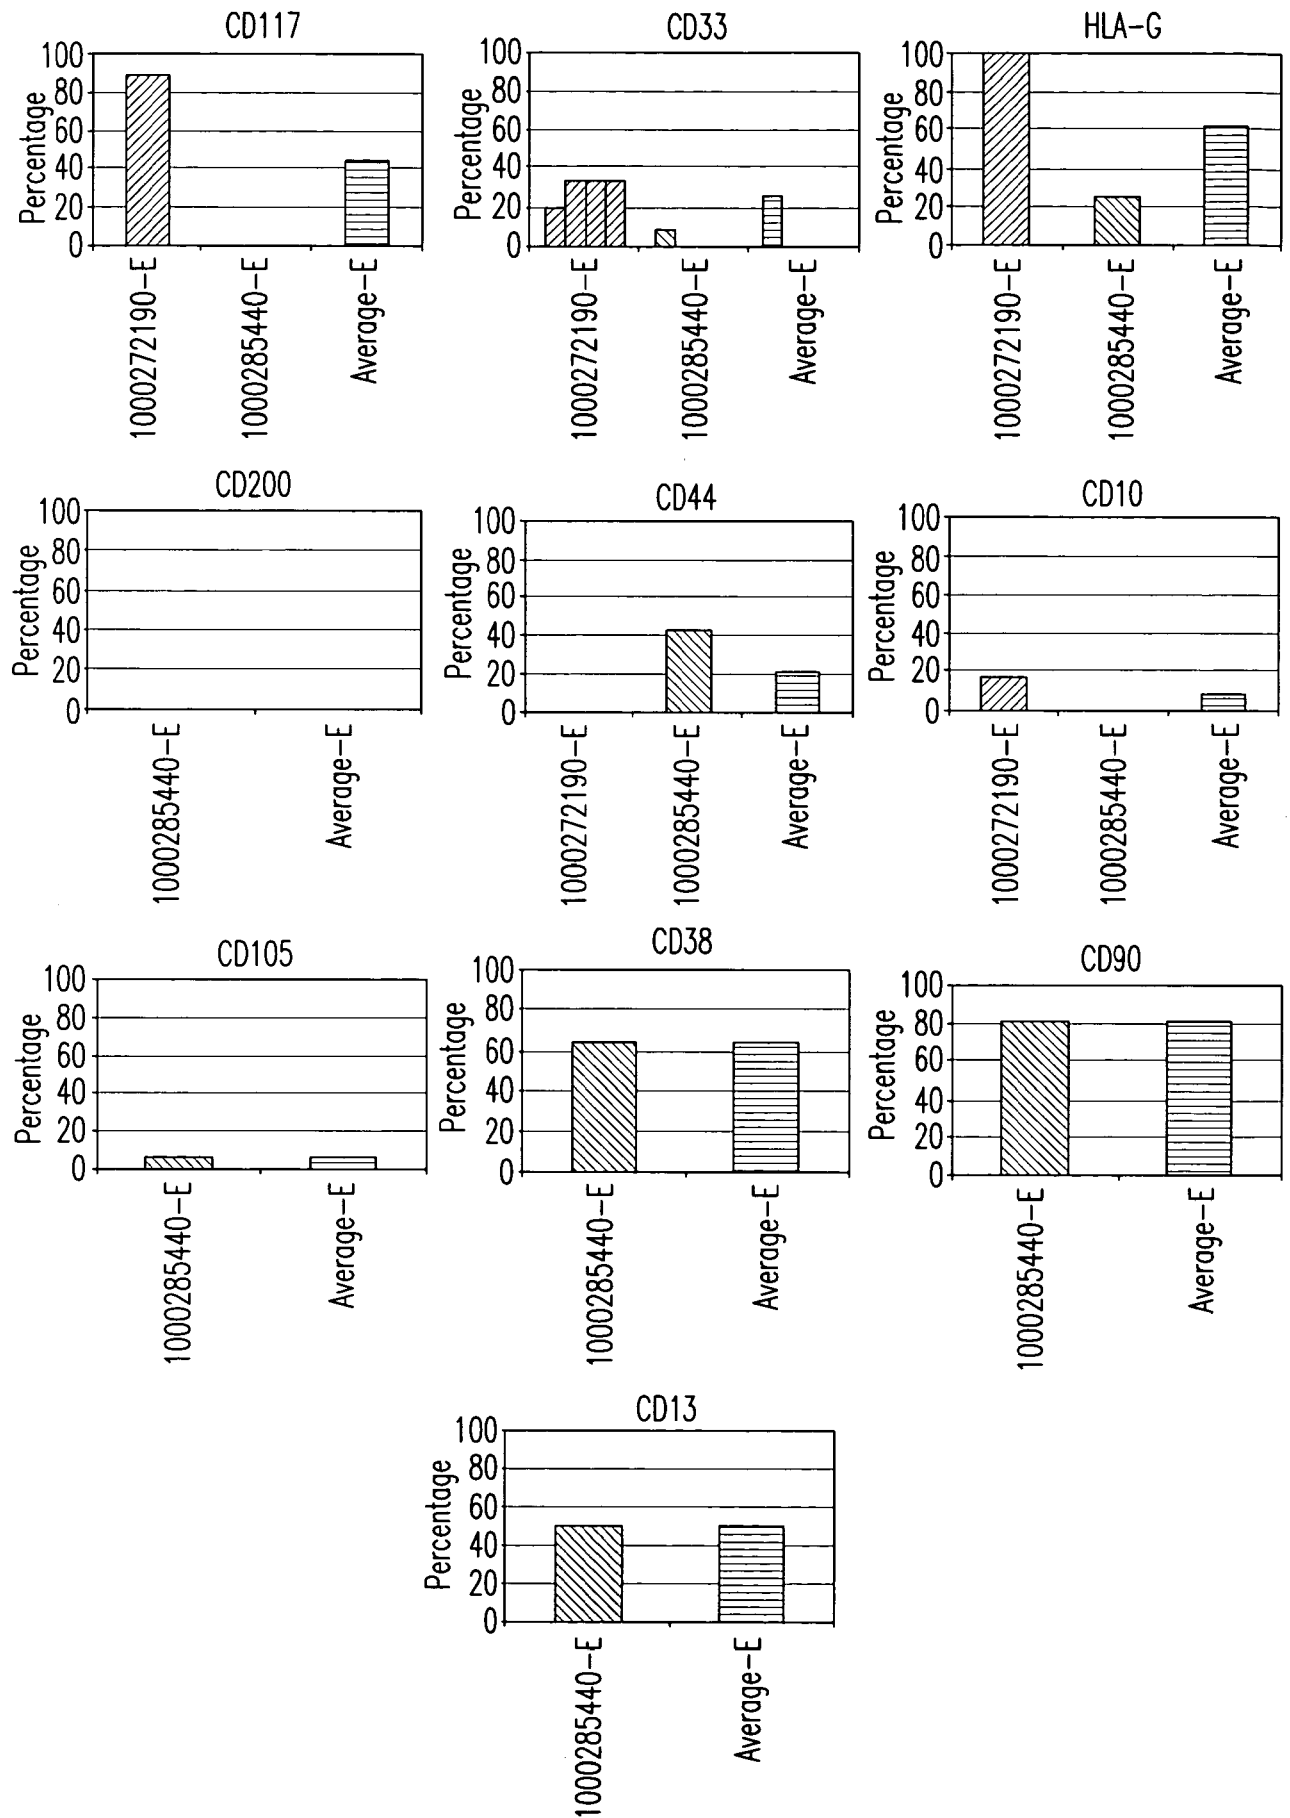 CD117
100
80
60
40
20
0
Percentage
1000272190-E
1000285440-E
Average-E
CD33
100
80
60
40
20
0
Percentage
1000272190-E
1000285440-E
Average-E
HLA-G
100
80
60
40
20
0
Percentage
1000272190-E
1000285440-E
Average-E
CD200
100
80
60
40
20
0
Percentage
1000285440-E
Average-E
CD44
100
80
60
40
20
0
Percentage
1000272190-E
1000285440-E
Average-E
CD10
100
80
60
40
20
0
Percentage
1000272190-E
1000285440-E
Average-E
CD105
100
80
60
40
20
0
Percentage
1000285440-E
Average-E
CD38
100
80
60
40
20
0
Percentage
1000285440-E
Average-E
CD90
100
80
60
40
20
0
Percentage
1000285440-E
Average-E
CD13
100
80
60
40
20
0
Percentage
1000285440-E
Average-E